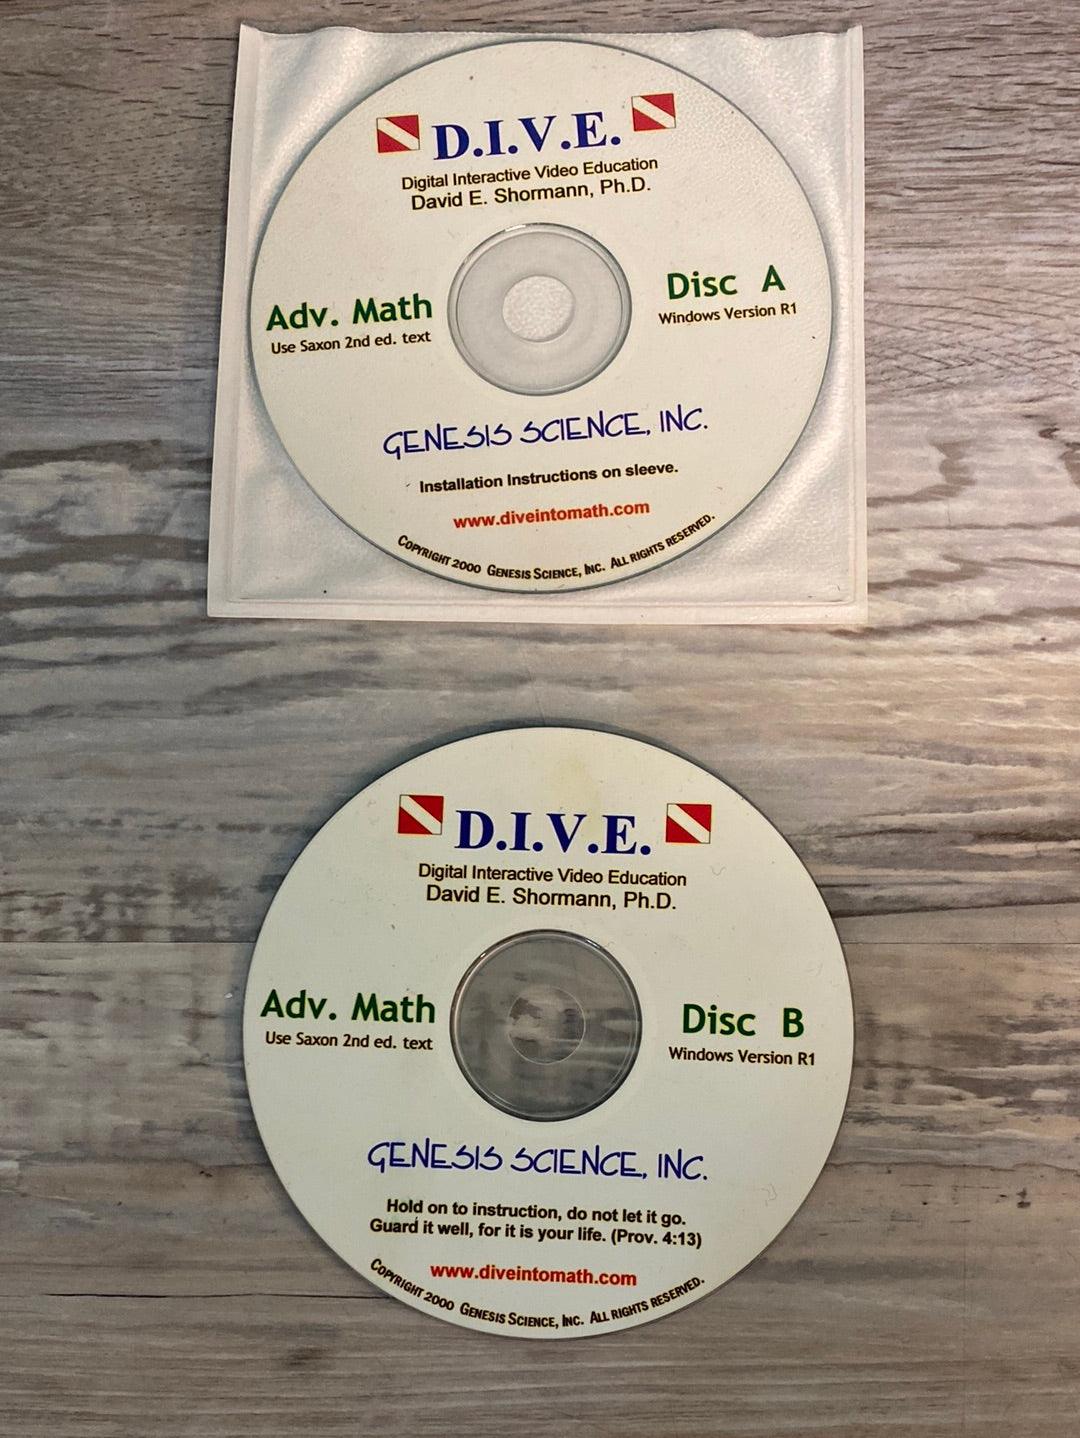 D.I.V.E.
Digital Interactive Video Education
David E. Shormann, Ph.D.
Adv. Math
Use Saxon 2nd ed. text
Disc A
Windows Version R1
GENESIS SCIENCE, INC.
Installation Instructions on sleeve.
www.diveintomath.com
COPYRIGHT 2000 GENESIS SCIENCE, INC. ALL RIGHTS RESERVED.
D.I.V.E.
Digital Interactive Video Education
David E. Shormann, Ph.D.
Adv. Math
Use Saxon 2nd ed. text
Disc B
Windows Version R1
GENESIS SCIENCE, INC.
Hold on to instruction, do not let it go.
Guard it well, for it is your life. (Prov. 4:13)
www.diveintomath.com
COPYRIGHT 2000 GENESIS SCIENCE, INC. ALL RIGHTS RESERVED.